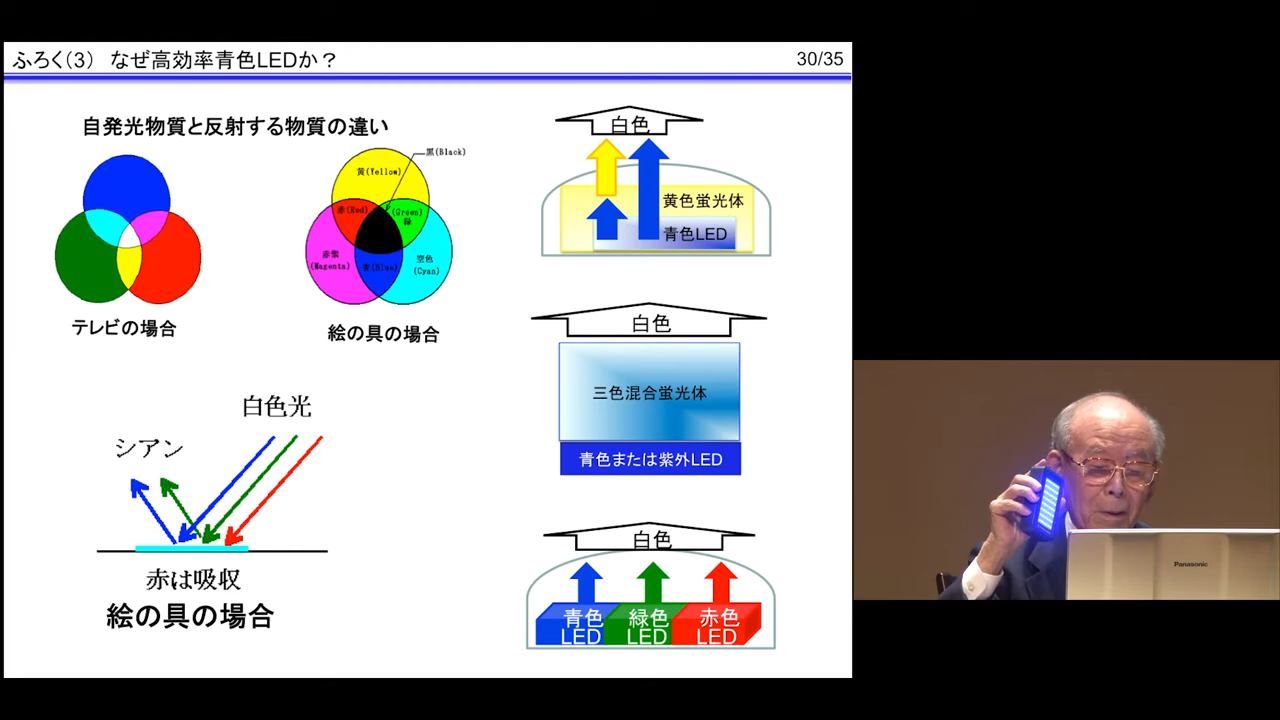 ふろく(3) なぜ高効率青色LEDか?
30/35
自発光物質と反射する物質の違い
黒(Black)
黄(Yellow)
赤(Red)
(Green)
緑
赤紫
(Magenta)
青(Blue)
空色
(Cyan)
テレビの場合
絵の具の場合
白色光
シアン
赤は吸収
絵の具の場合
白色
黄色蛍光体
青色LED
白色
三色混合蛍光体
青色または紫外LED
白色
青色
LED
緑色
LED
赤色
LED
Panasonic